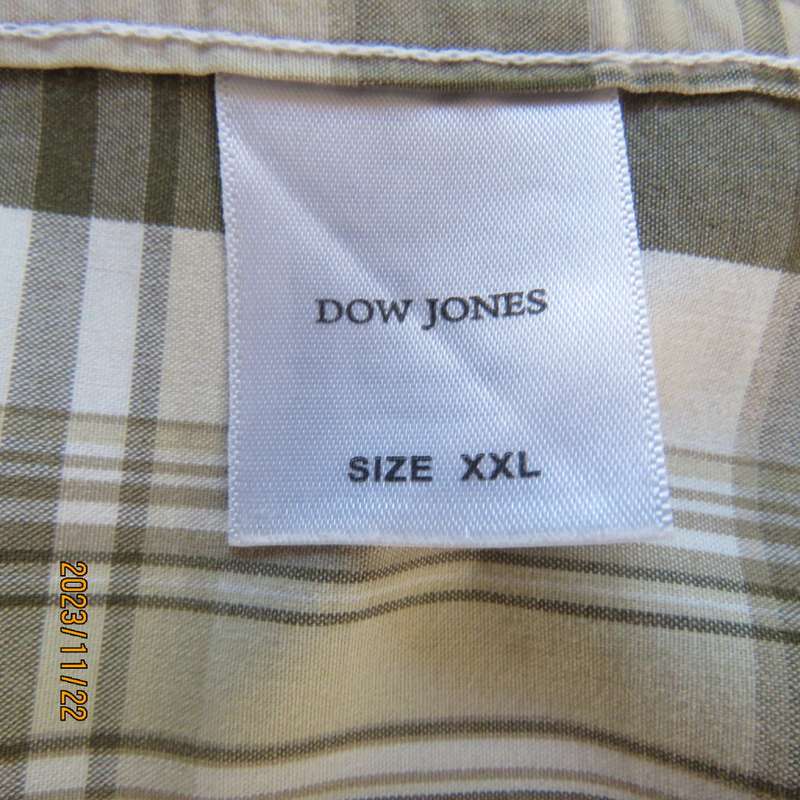 DOW JONES
SIZE XXL
2023/11/22